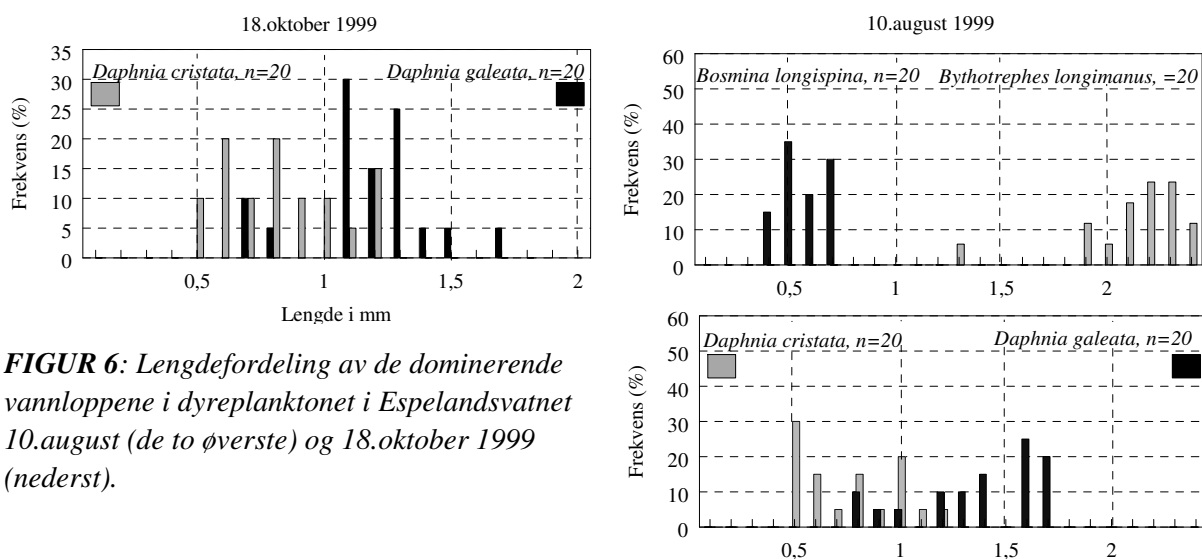 18.oktober 1999
35
30
25
20
15
10
5
0
Frekvens (%)
Daphnia cristata, n=20
Daphnia galeata, n=20
0,5
1
1,5
2
Lengde i mm
FIGUR 6: Lengdefordeling av de dominerende
vannloppene i dyreplanktonet i Espelandsvatnet
10.august (de to øverste) og 18.oktober 1999
(nederst).
10.august 1999
60
50
40
30
20
10
0
Frekvens (%)
Bosmina longispina, n=20
Bythotrephes longimanus, =20
0,5
1
1,5
2
60
50
40
30
20
10
0
Frekvens (%)
Daphnia cristata, n=20
Daphnia galeata, n=20
0,5
1
1,5
2